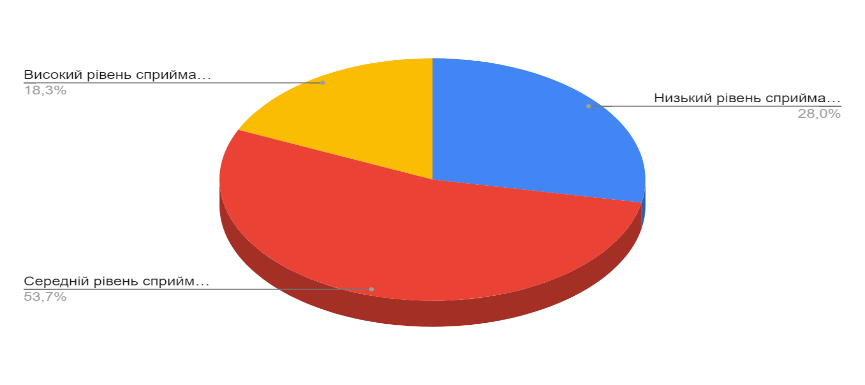 Високий рівень сприйма…
18,3%
Низький рівень сприйма…
28,0%
Середній рівень сприйм…
53,7%